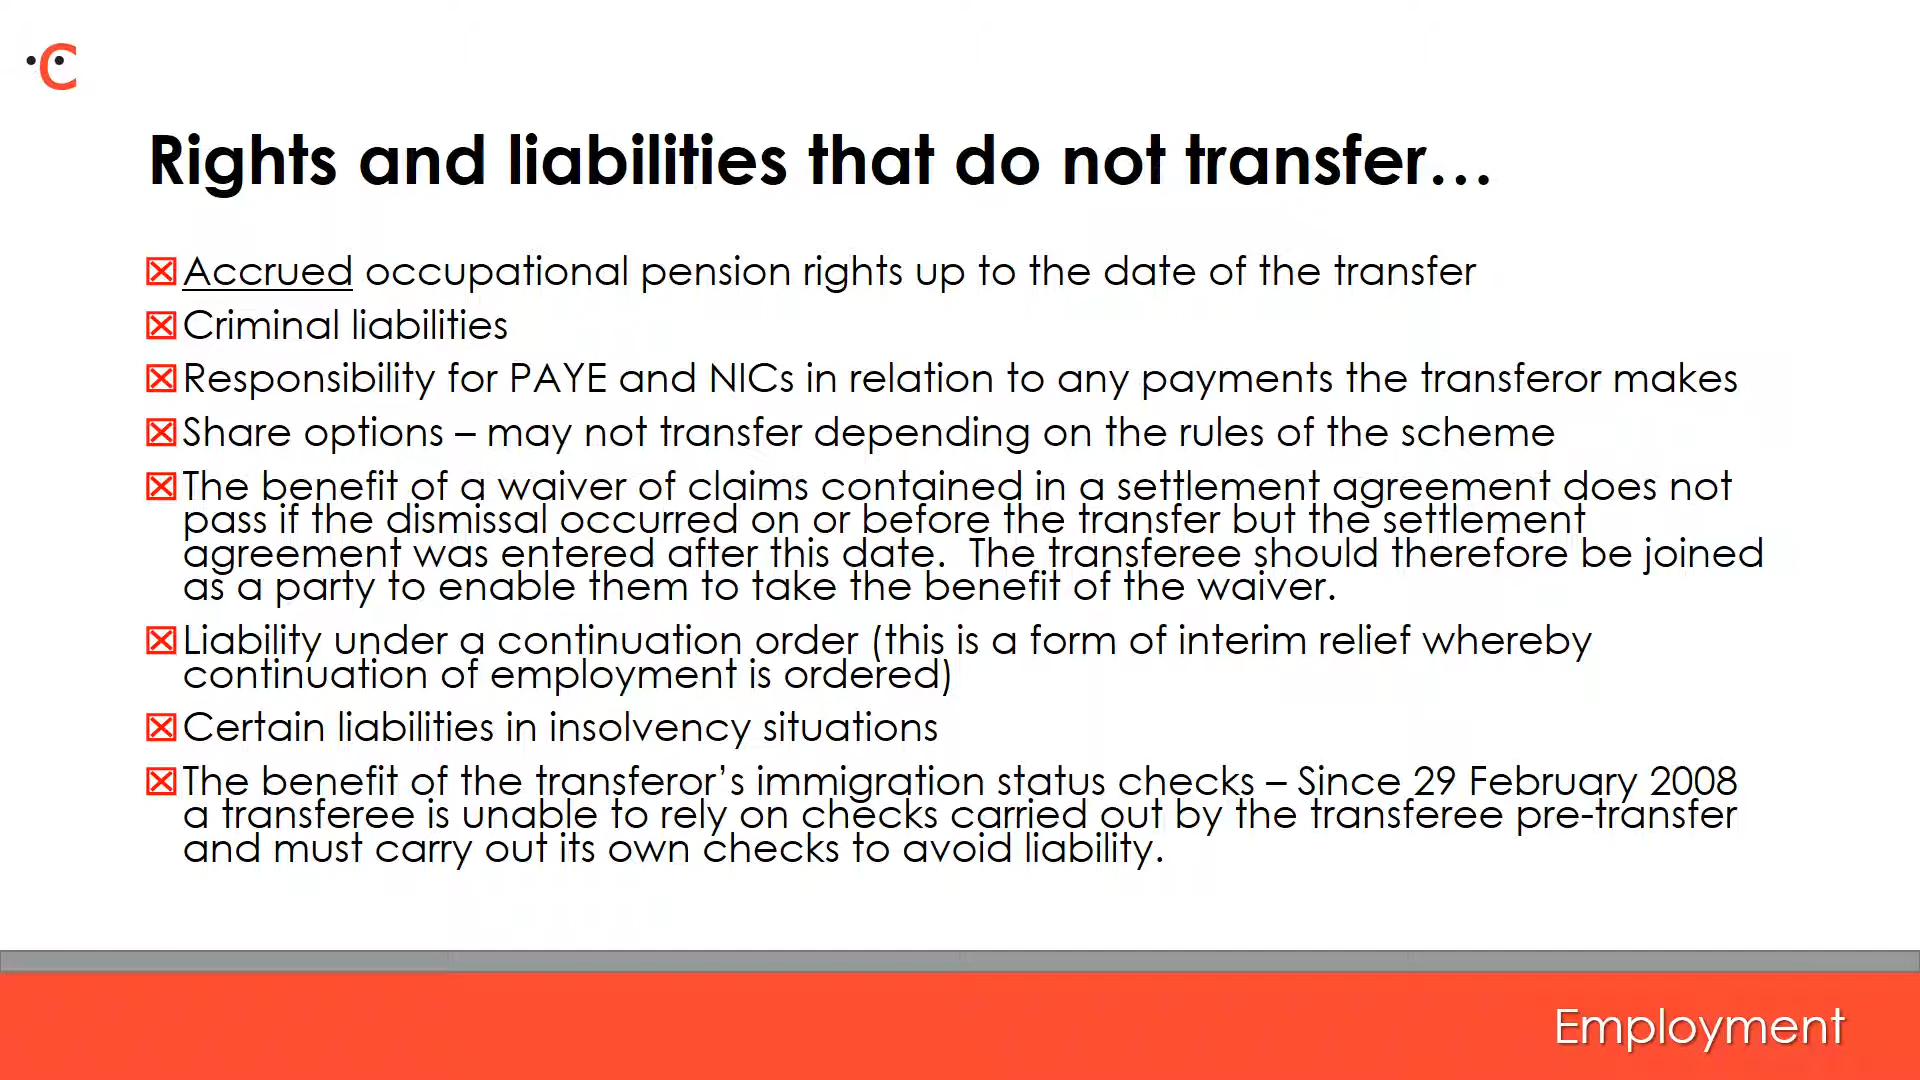 C
Rights and liabilities that do not transfer…
☒ Accrued occupational pension rights up to the date of the transfer
☒ Criminal liabilities
☒ Responsibility for PAYE and NICs in relation to any payments the transferor makes
☒ Share options – may not transfer depending on the rules of the scheme
☒ The benefit of a waiver of claims contained in a settlement agreement does not
pass if the dismissal occurred on or before the transfer but the settlement
agreement was entered after this date.  The transferee should therefore be joined
as a party to enable them to take the benefit of the waiver.
☒ Liability under a continuation order (this is a form of interim relief whereby
continuation of employment is ordered)
☒ Certain liabilities in insolvency situations
☒ The benefit of the transferor’s immigration status checks – Since 29 February 2008
a transferee is unable to rely on checks carried out by the transferee pre-transfer
and must carry out its own checks to avoid liability.
Employment